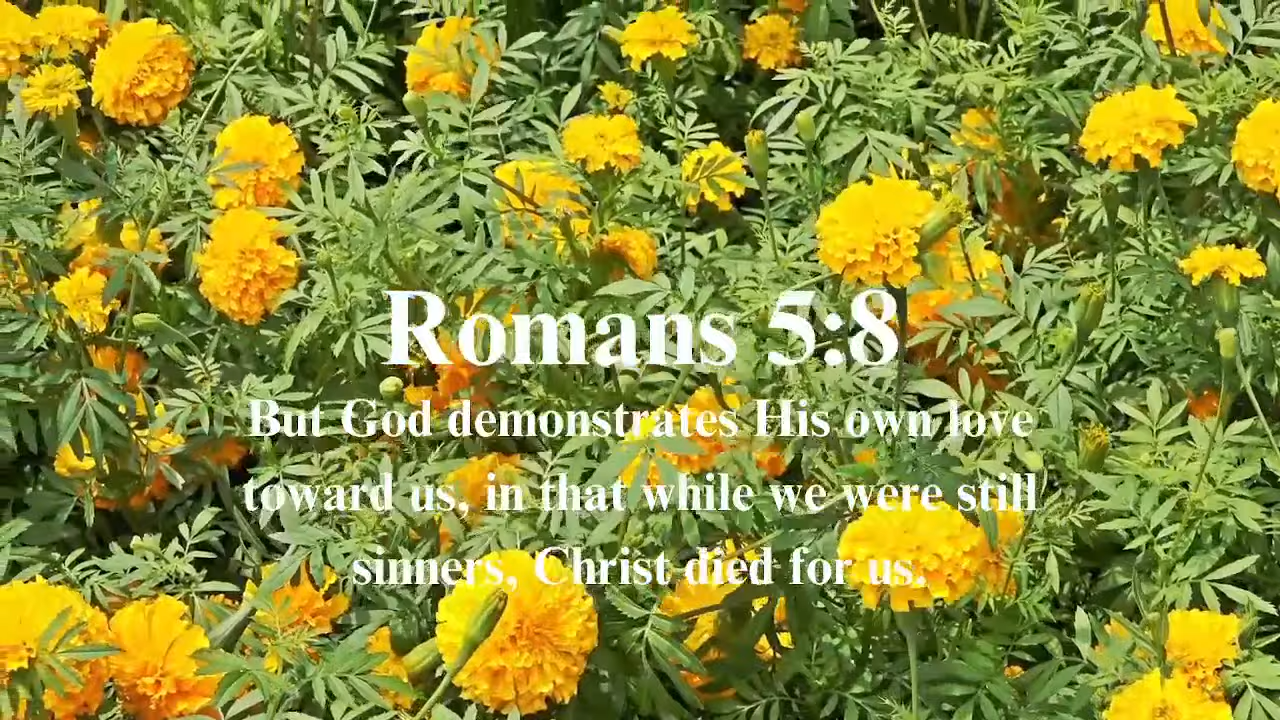 Romans 5:8
But God demonstrates His own love
toward us, in that while we were still
sinners, Christ died for us.